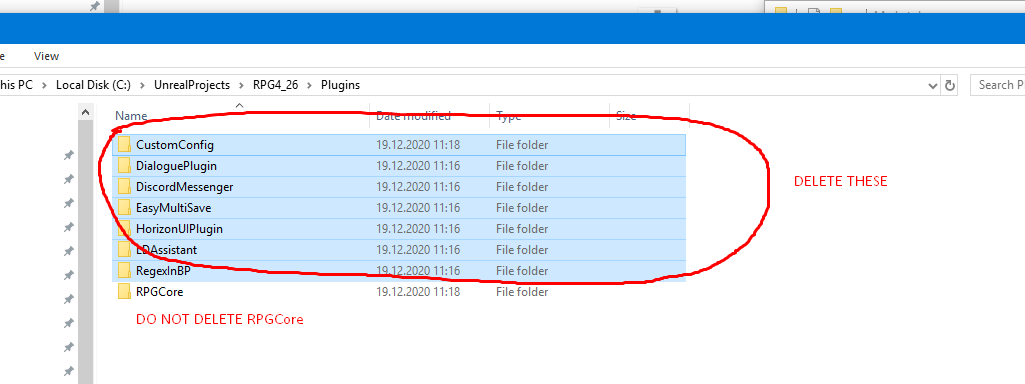 e View
his PC > Local Disk (C:) > UnrealProjects > RPG4_26 > Plugins Search P
Name Date modified Type Size
CustomConfig 19.12.2020 11:18 File folder
DialoguePlugin 19.12.2020 11:16 File folder
DiscordMessenger 19.12.2020 11:16 File folder
EasyMultiSave 19.12.2020 11:16 File folder
HorizonUIPlugin 19.12.2020 11:16 File folder
LDAssistant 19.12.2020 11:16 File folder
RegexInBP 19.12.2020 11:16 File folder
RPGCore 19.12.2020 11:18 File folder
DELETE THESE
DO NOT DELETE RPGCore